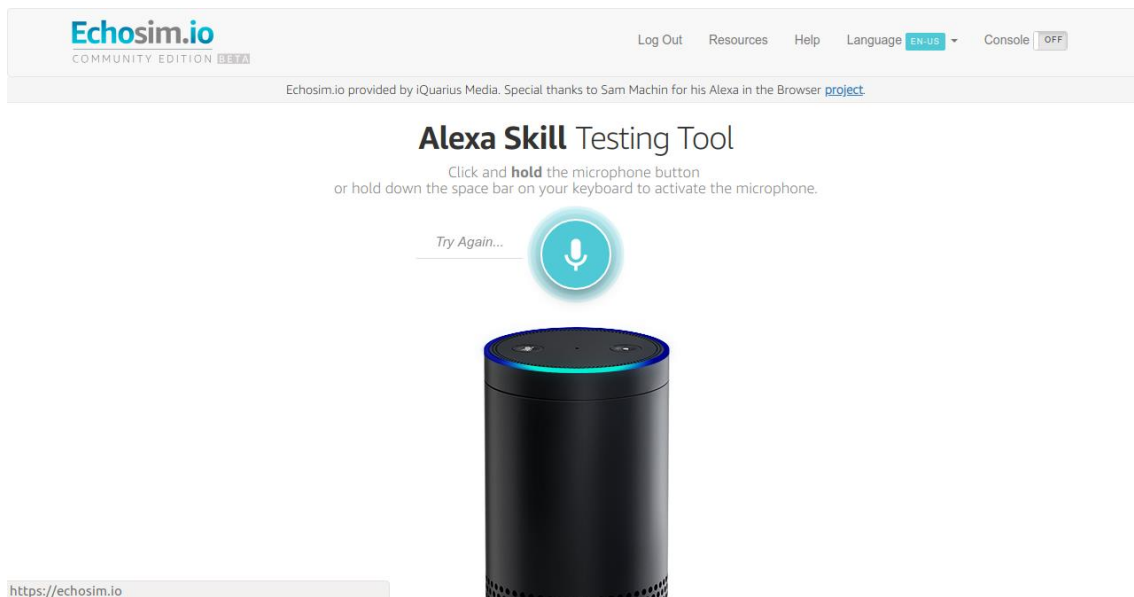 Echosim.io
COMMUNITY EDITION BETA
Log Out Resources Help Language EN-US Console OFF
Echosim.io provided by iQuarius Media. Special thanks to Sam Machin for his Alexa in the Browser project.
Alexa Skill Testing Tool
Click and hold the microphone button
or hold down the space bar on your keyboard to activate the microphone.
Try Again...
https://echosim.io